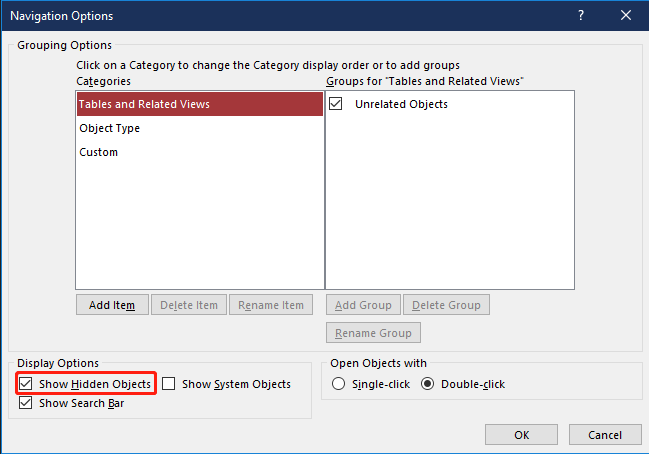 Navigation Options
Grouping Options
Click on a Category to change the Category display order or to add groups
Categories
Groups for "Tables and Related Views"
Tables and Related Views
Object Type
Custom
Unrelated Objects
Add Item
Delete Item
Rename Item
Add Group
Delete Group
Rename Group
Display Options
Show Hidden Objects
Show System Objects
Show Search Bar
Open Objects with
Single-click
Double-click
OK
Cancel